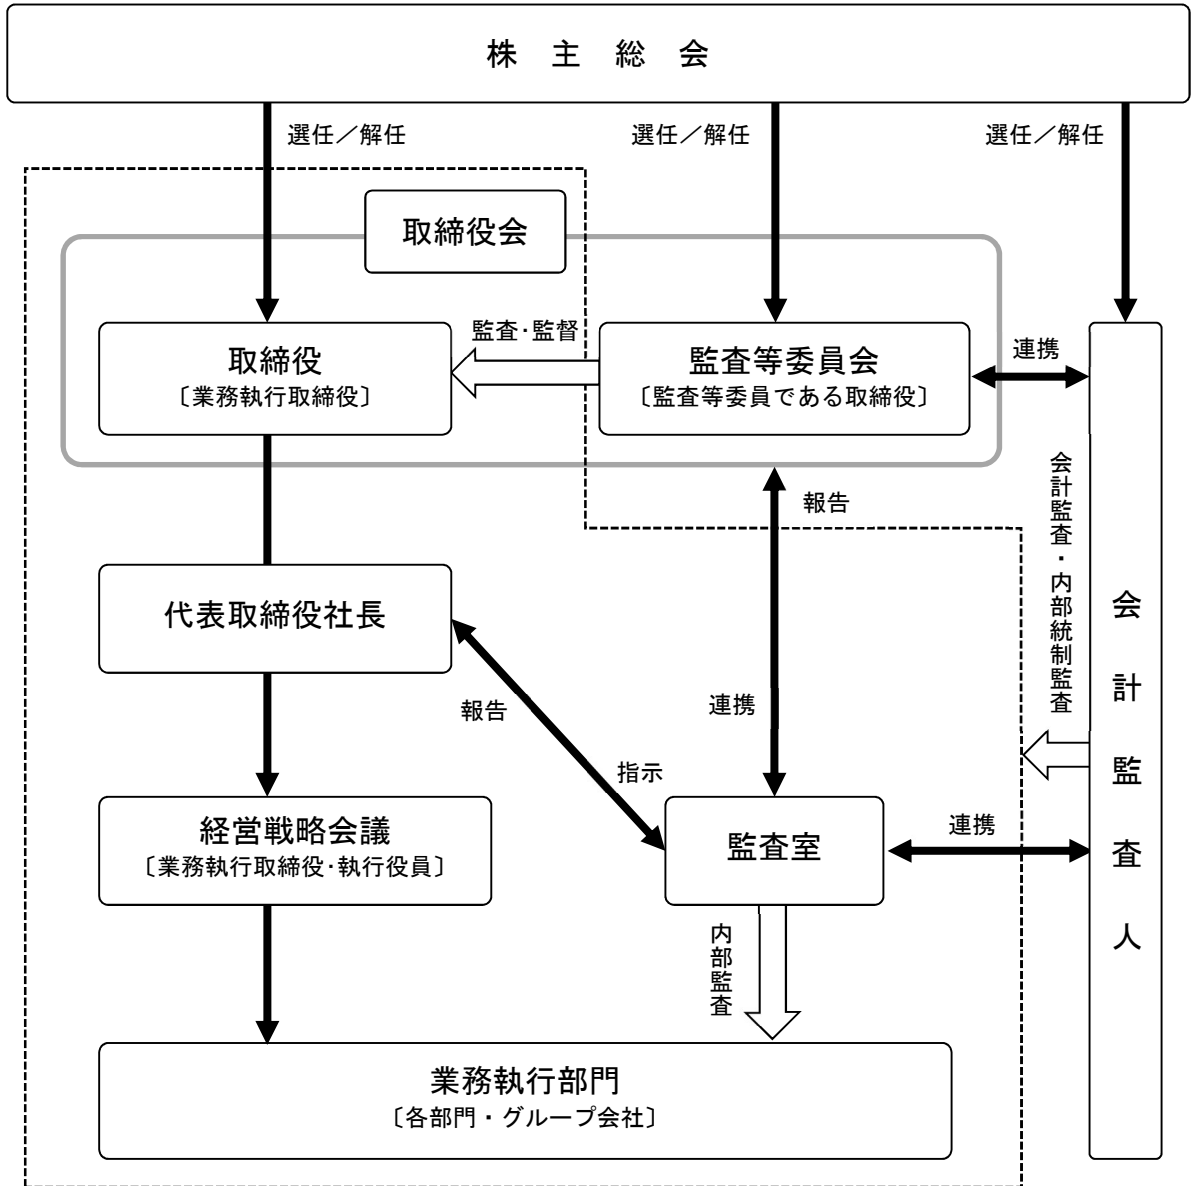 株 主 総 会
選任／解任
選任／解任
選任／解任
取締役会
取締役
〔業務執行取締役〕
監査・監督
監査等委員会
〔監査等委員である取締役〕
連携
報告
会計監査・内部統制監査
会計監査人
代表取締役社長
報告
指示
連携
経営戦略会議
〔業務執行取締役・執行役員〕
監査室
連携
内部監査
業務執行部門
〔各部門・グループ会社〕